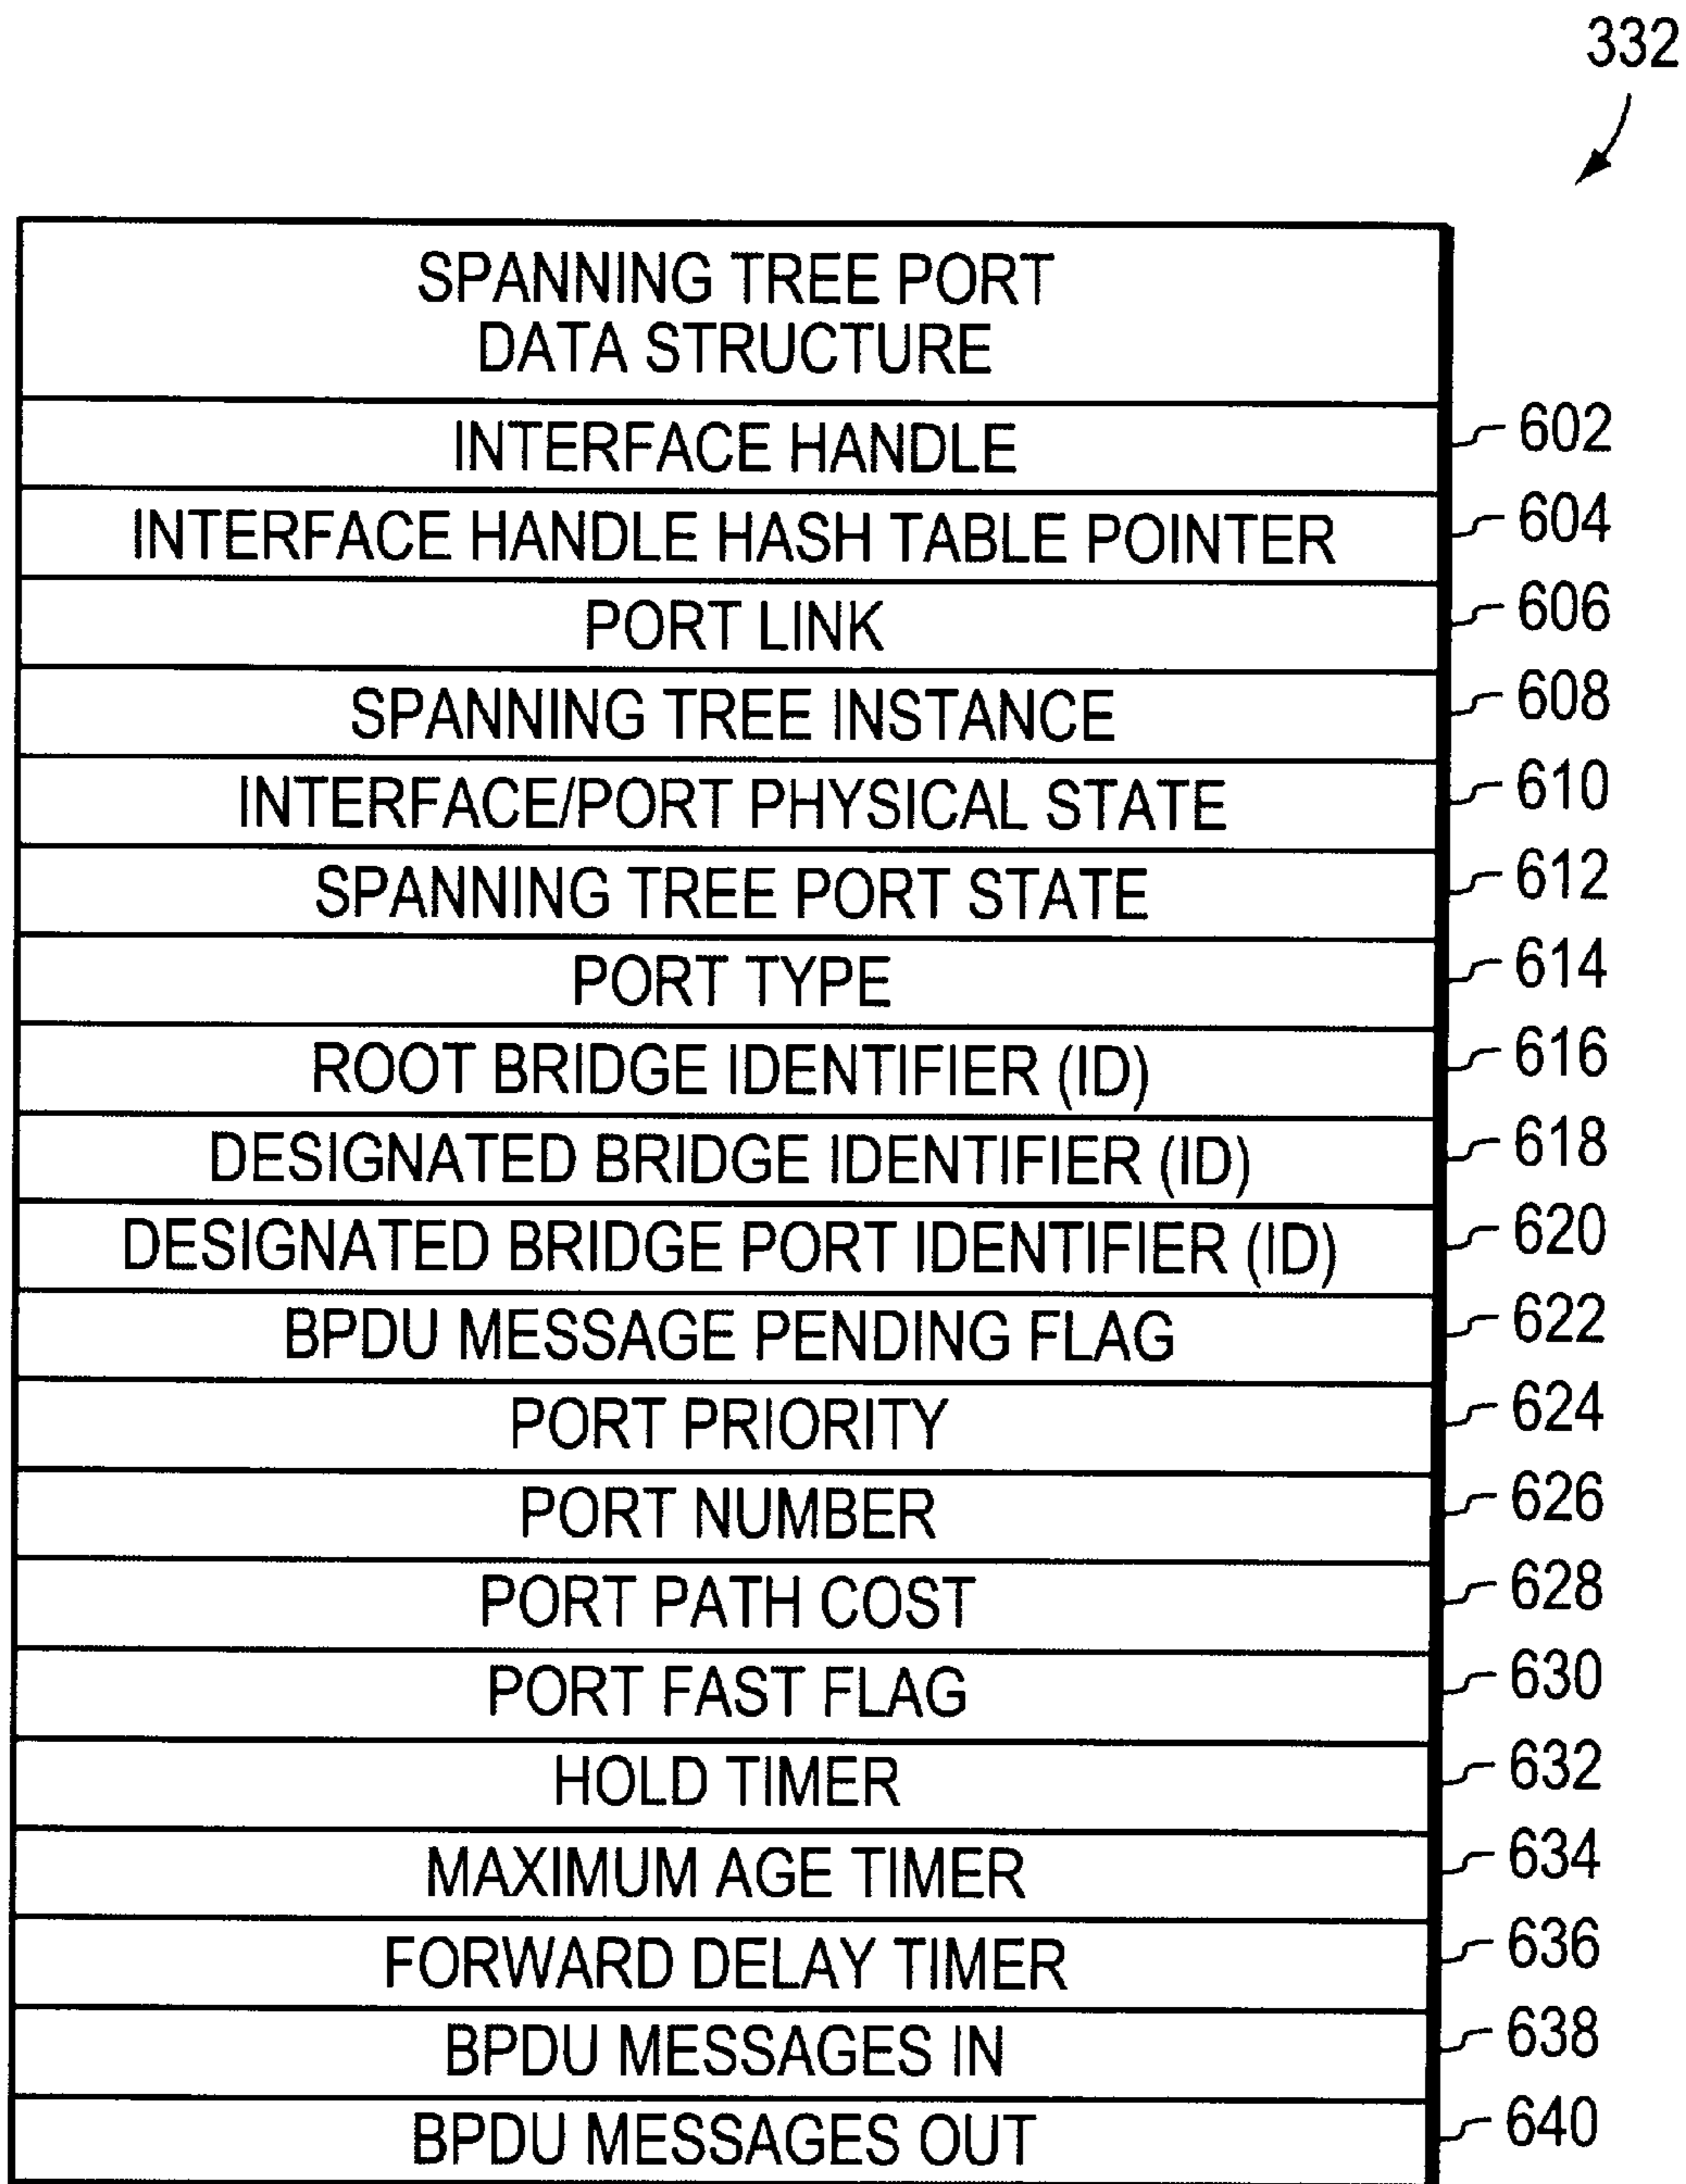 332
SPANNING TREE PORT
DATA STRUCTURE
INTERFACE HANDLE 602
INTERFACE HANDLE HASH TABLE POINTER 604
PORT LINK 606
SPANNING TREE INSTANCE 608
INTERFACE/PORT PHYSICAL STATE 610
SPANNING TREE PORT STATE 612
PORT TYPE 614
ROOT BRIDGE IDENTIFIER (ID) 616
DESIGNATED BRIDGE IDENTIFIER (ID) 618
DESIGNATED BRIDGE PORT IDENTIFIER (ID) 620
BPDU MESSAGE PENDING FLAG 622
PORT PRIORITY 624
PORT NUMBER 626
PORT PATH COST 628
PORT FAST FLAG 630
HOLD TIMER 632
MAXIMUM AGE TIMER 634
FORWARD DELAY TIMER 636
BPDU MESSAGES IN 638
BPDU MESSAGES OUT 640